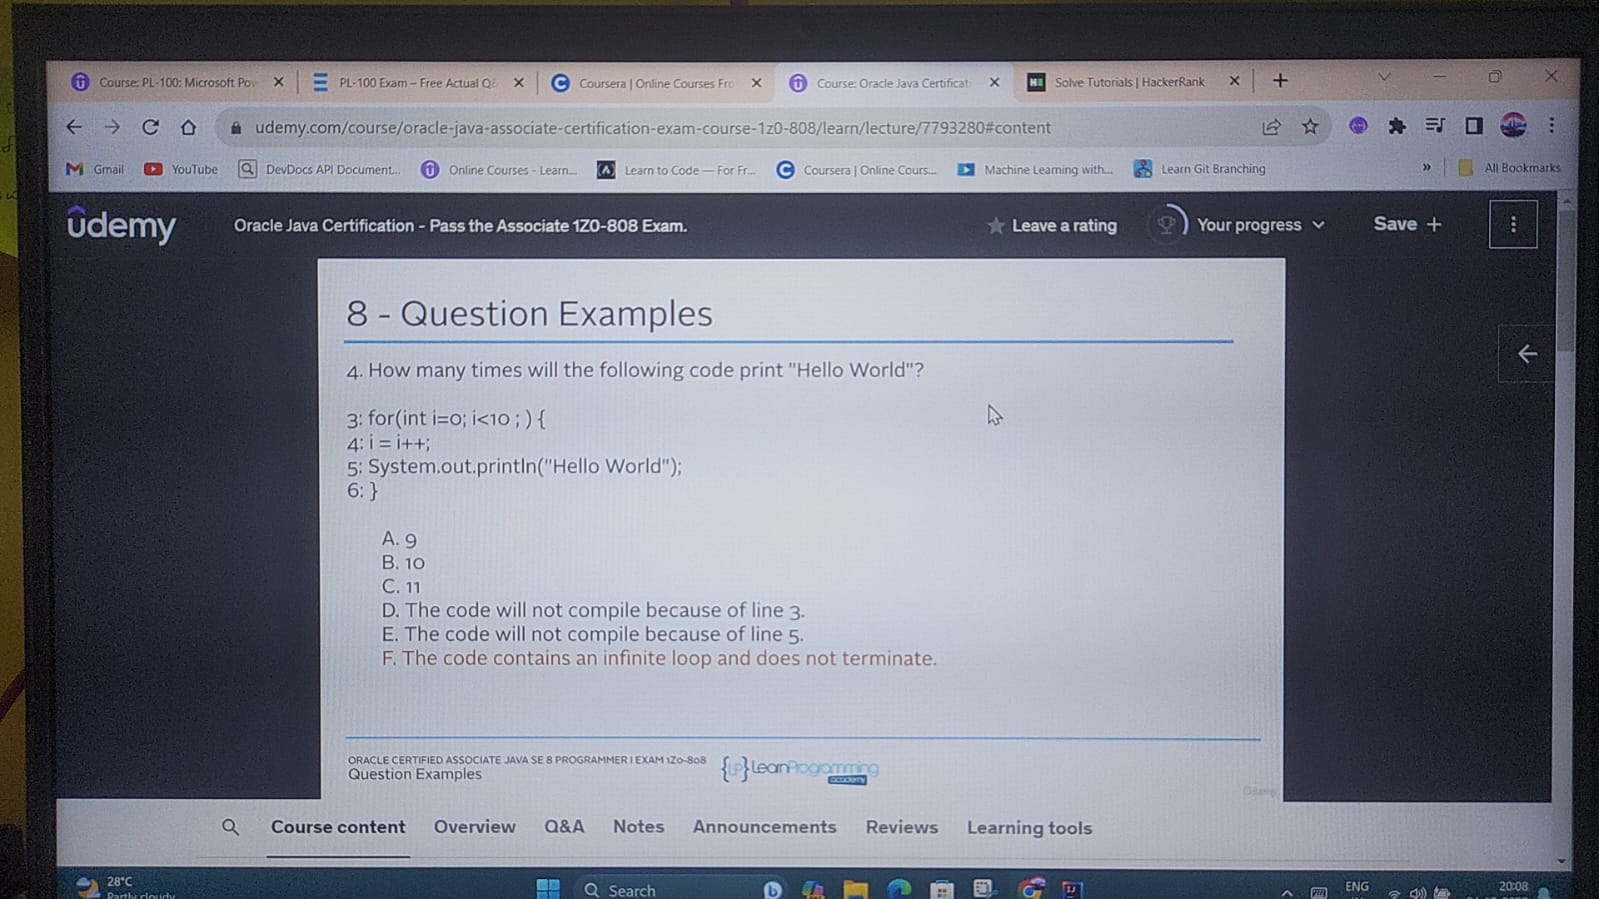 Course: PL-100: Microsoft Pow
PL-100 Exam – Free Actual Q&
Coursera | Online Courses Fro
Course: Oracle Java Certificat
Solve Tutorials | HackerRank
udemy.com/course/oracle-java-associate-certification-exam-course-1z0-808/learn/lecture/7793280#content
Gmail
YouTube
DevDocs API Document...
Online Courses - Learn...
Learn to Code — For Fr...
Coursera | Online Cours...
Machine Learning with...
Learn Git Branching
»
All Bookmarks
udemy
Oracle Java Certification - Pass the Associate 1Z0-808 Exam.
Leave a rating
Your progress
Save +
8 - Question Examples
4. How many times will the following code print "Hello World"?
3: for(int i=0; i<10 ; ) {
4: i = i++;
5: System.out.println("Hello World");
6: }
A. 9
B. 10
C. 11
D. The code will not compile because of line 3.
E. The code will not compile because of line 5.
F. The code contains an infinite loop and does not terminate.
ORACLE CERTIFIED ASSOCIATE JAVA SE 8 PROGRAMMER I EXAM 1Z0-808
Question Examples
{LP} LearnProgramming
academy
Course content
Overview
Q&A
Notes
Announcements
Reviews
Learning tools
28°C
Partly cloudy
Search
ENG
20:08